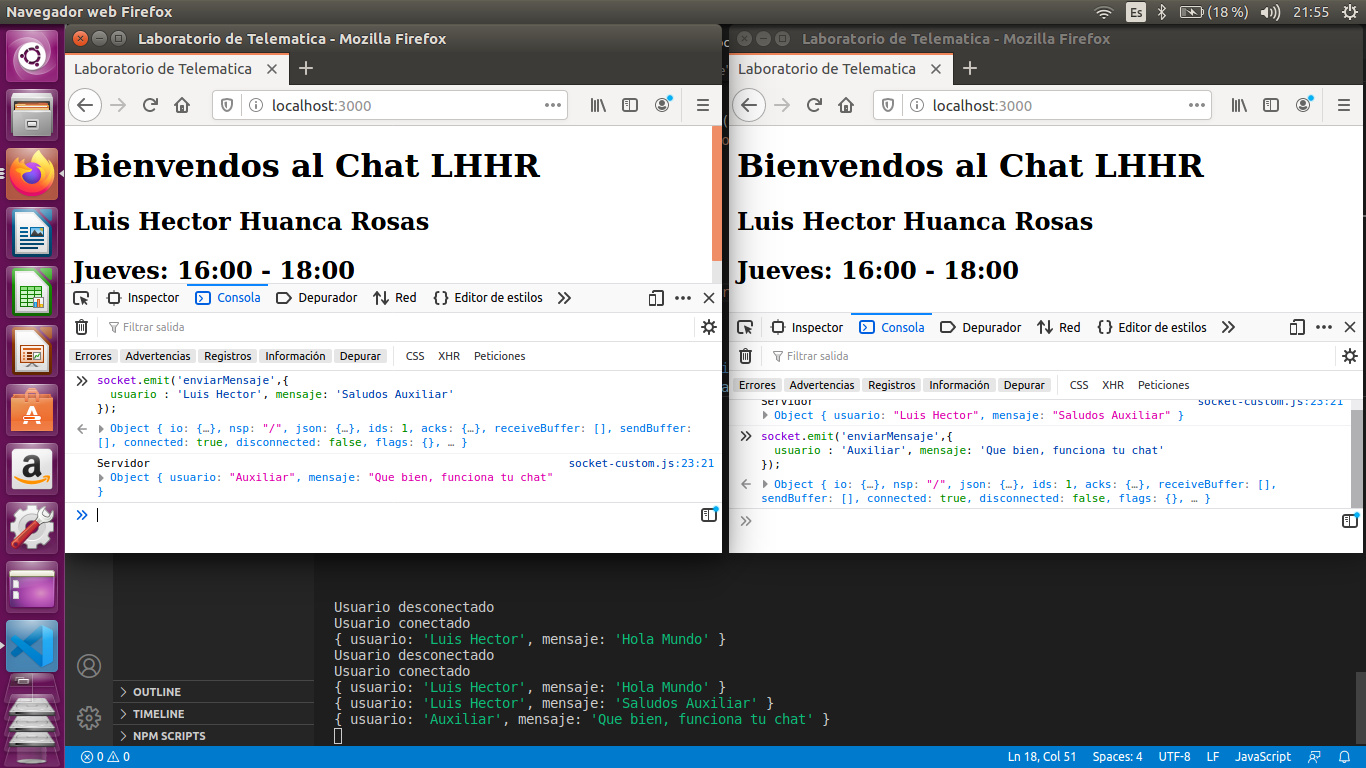 Navegador web Firefox
Es
(18 %)
21:55
Laboratorio de Telematica - Mozilla Firefox
Laboratorio de Telematica
localhost:3000
Bienvendos al Chat LHHR
Luis Hector Huanca Rosas
Jueves: 16:00 - 18:00
Inspector
Consola
Depurador
Red
Editor de estilos
Filtrar salida
Errores
Advertencias
Registros
Información
Depurar
CSS
XHR
Peticiones
socket.emit('enviarMensaje',{
usuario : 'Luis Hector', mensaje: 'Saludos Auxiliar'
});
Object { io: {…}, nsp: "/", json: {…}, ids: 1, acks: {…}, receiveBuffer: [], sendBuffer:
[], connected: true, disconnected: false, flags: {}, … }
Servidor
socket-custom.js:23:21
Object { usuario: "Auxiliar", mensaje: "Que bien, funciona tu chat"
}
Laboratorio de Telematica - Mozilla Firefox
Laboratorio de Telematica
localhost:3000
Bienvendos al Chat LHHR
Luis Hector Huanca Rosas
Jueves: 16:00 - 18:00
Inspector
Consola
Depurador
Red
Editor de estilos
Filtrar salida
Errores
Advertencias
Registros
Información
Depurar
CSS
XHR
Peticiones
Servidor
socket-custom.js:23:21
Object { usuario: "Luis Hector", mensaje: "Saludos Auxiliar" }
socket.emit('enviarMensaje',{
usuario : 'Auxiliar', mensaje: 'Que bien, funciona tu chat'
});
Object { io: {…}, nsp: "/", json: {…}, ids: 1, acks: {…}, receiveBuffer: [],
sendBuffer: [], connected: true, disconnected: false, flags: {}, … }
Usuario desconectado
Usuario conectado
{ usuario: 'Luis Hector', mensaje: 'Hola Mundo' }
Usuario desconectado
Usuario conectado
{ usuario: 'Luis Hector', mensaje: 'Hola Mundo' }
{ usuario: 'Luis Hector', mensaje: 'Saludos Auxiliar' }
{ usuario: 'Auxiliar', mensaje: 'Que bien, funciona tu chat' }
OUTLINE
TIMELINE
NPM SCRIPTS
0
0
Ln 18, Col 51
Spaces: 4
UTF-8
LF
JavaScript